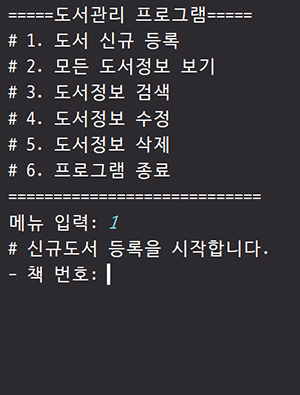 =====도서관리 프로그램=====
# 1. 도서 신규 등록
# 2. 모든 도서정보 보기
# 3. 도서정보 검색
# 4. 도서정보 수정
# 5. 도서정보 삭제
# 6. 프로그램 종료
============================
메뉴 입력: 1
# 신규도서 등록을 시작합니다.
- 책 번호: